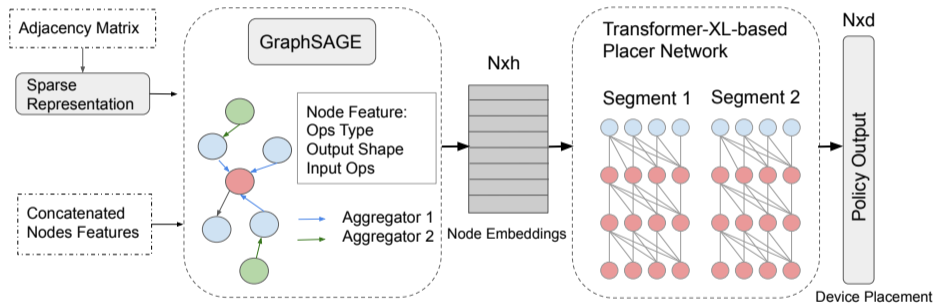 Adjacency Matrix
Sparse
Representation
Concatenated
Nodes Features
GraphSAGE
Node Feature:
Ops Type
Output Shape
Input Ops
Aggregator 1
Aggregator 2
Nxh
Node Embeddings
Transformer-XL-based
Placer Network
Segment 1
Segment 2
Nxd
Policy Output
Device Placement